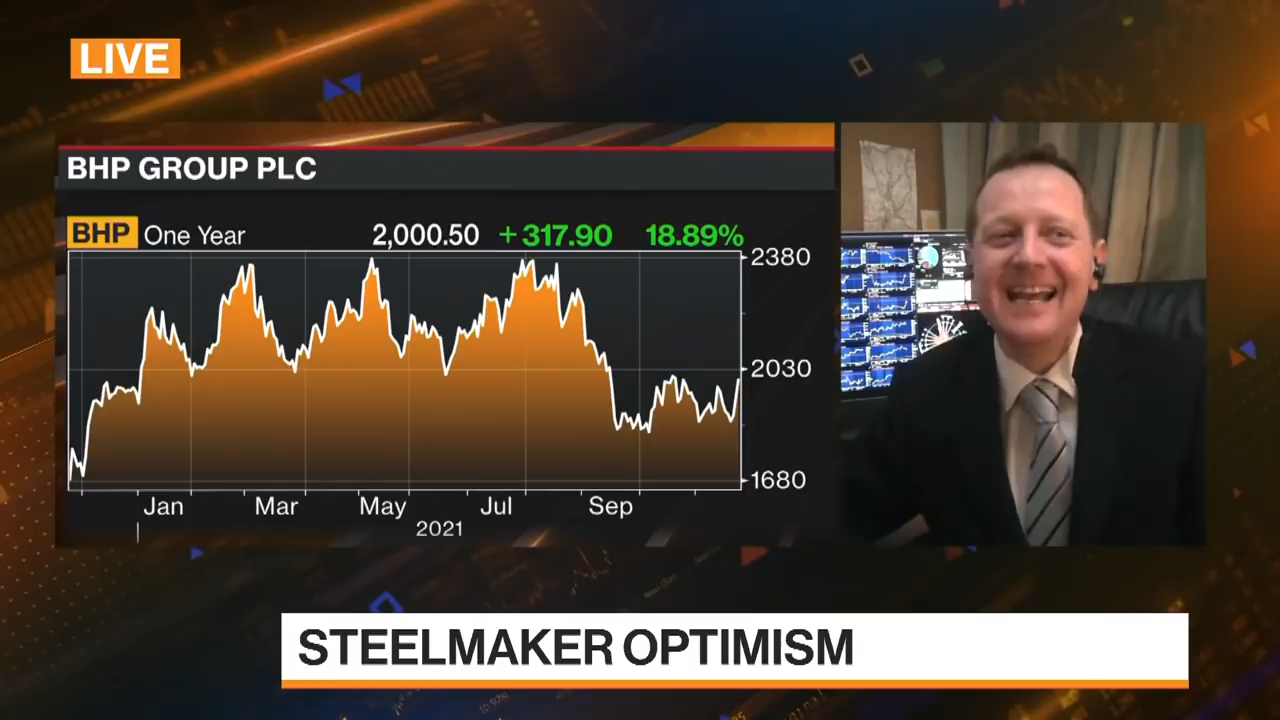 LIVE
BHP GROUP PLC
BHP One Year 2,000.50 +317.90 18.89%
2380
2030
1680
Jan Mar May Jul Sep
2021
STEELMAKER OPTIMISM